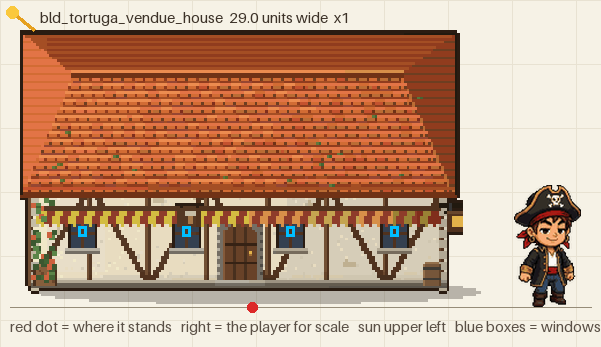 bld_tortuga_vendue_house 29.0 units wide x1
red dot = where it stands right = the player for scale sun upper left blue boxes = windows